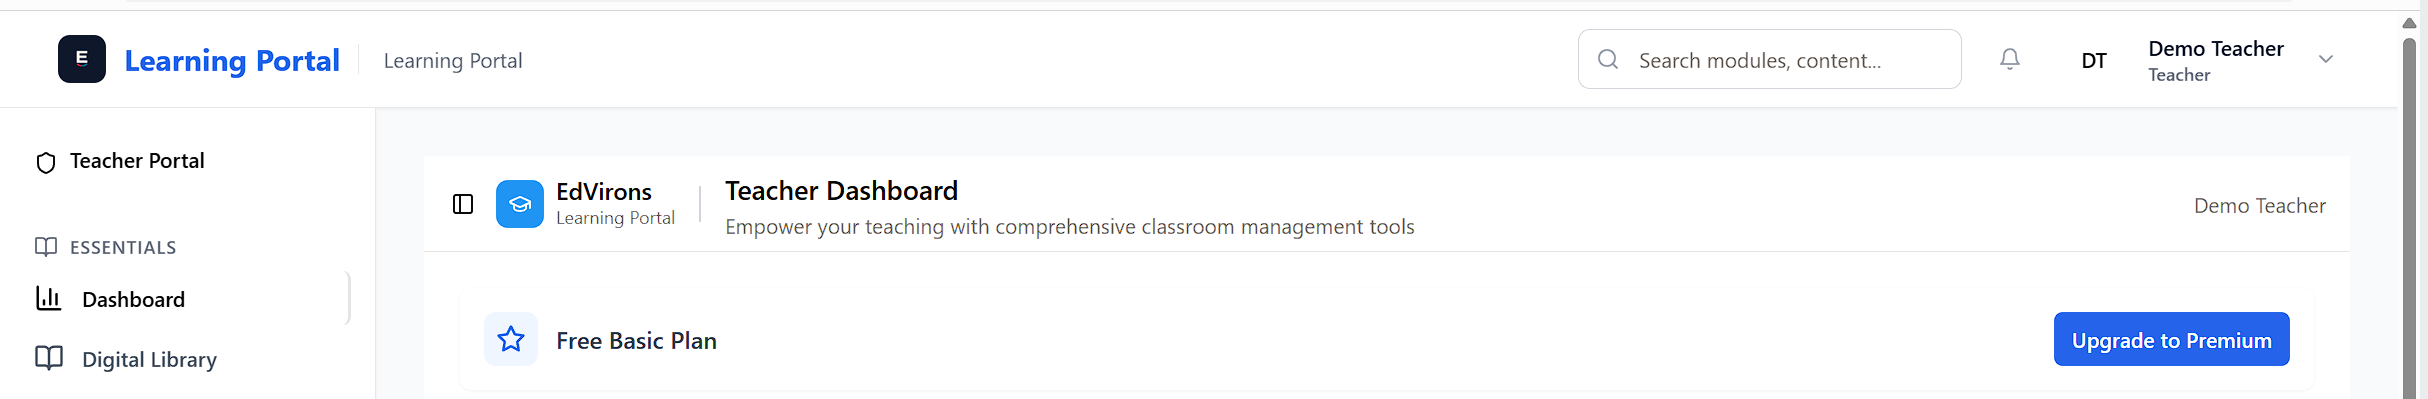 E
Learning Portal
Learning Portal
Search modules, content...
DT
Demo Teacher
Teacher
Teacher Portal
ESSENTIALS
Dashboard
Digital Library
EdVirons
Learning Portal
Teacher Dashboard
Empower your teaching with comprehensive classroom management tools
Demo Teacher
Free Basic Plan
Upgrade to Premium